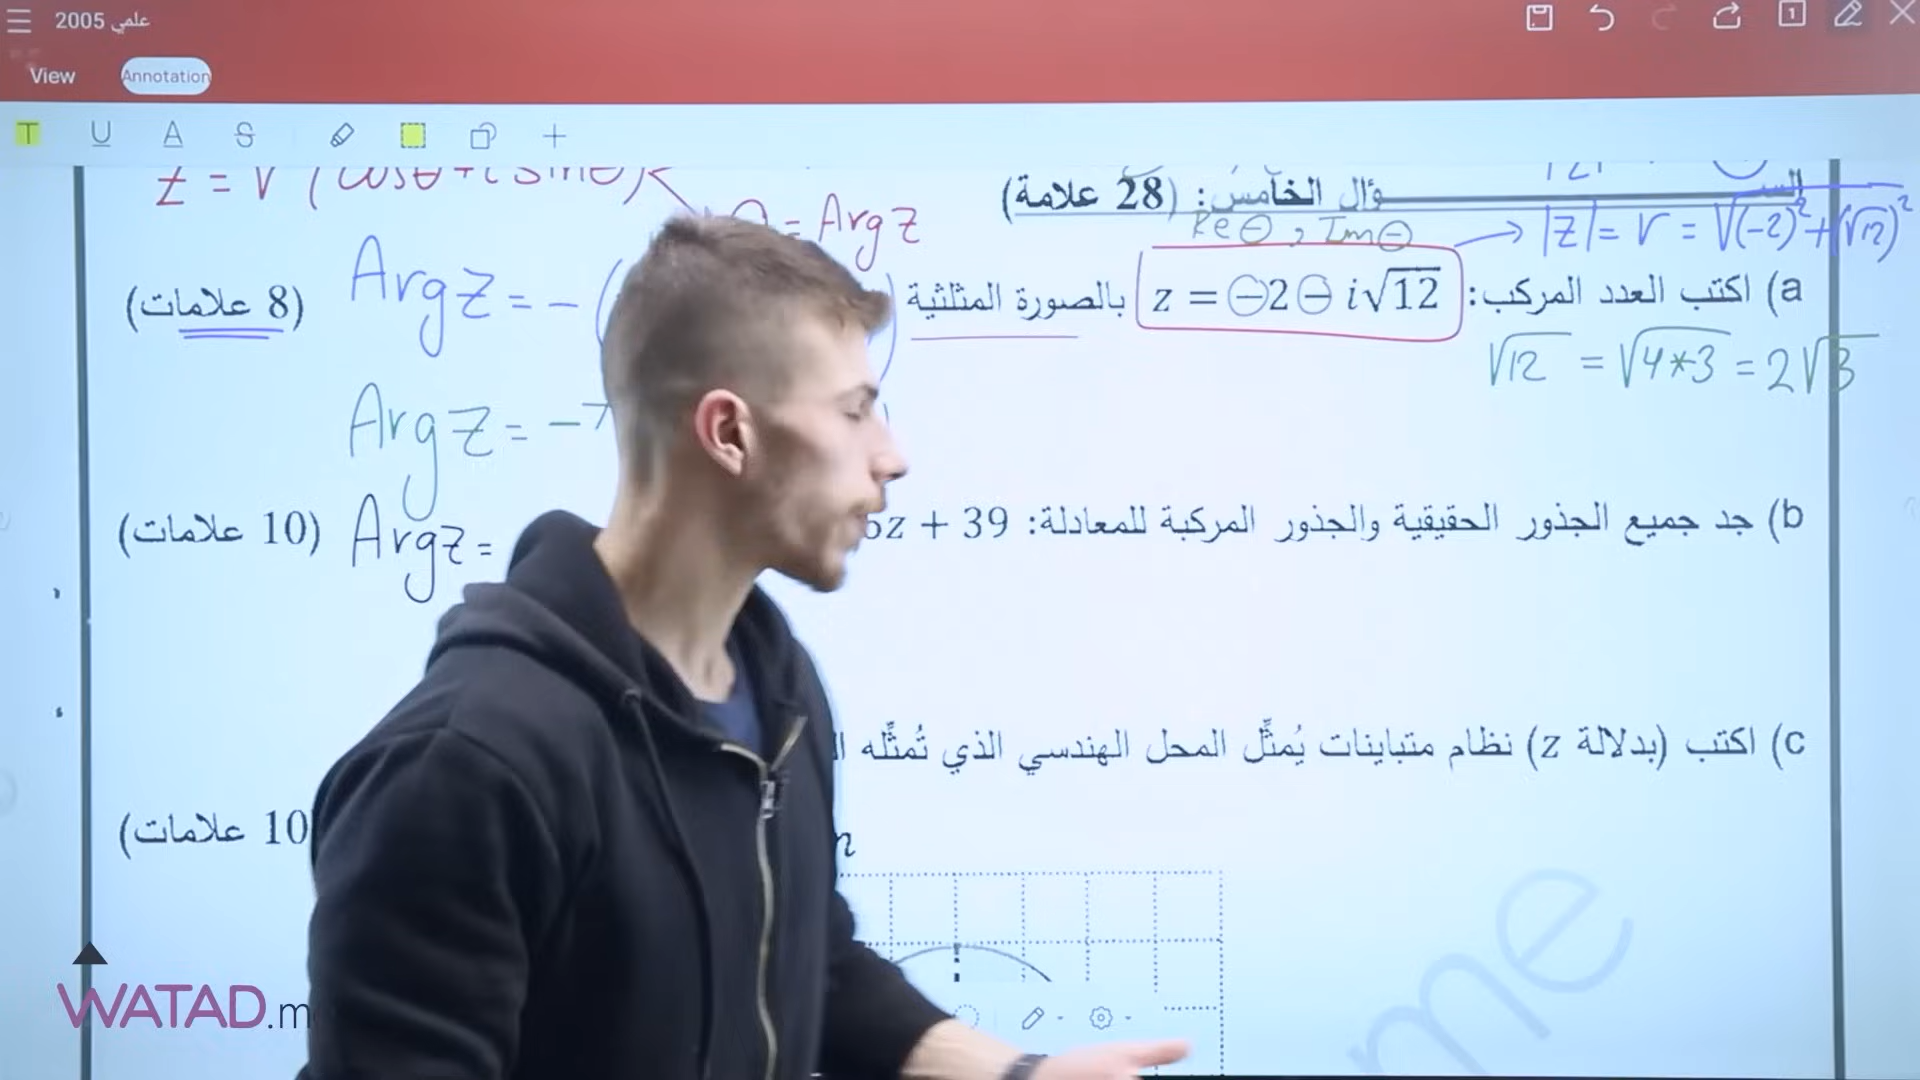 علمي 2005
View Annotation
T U A S
z = r (cosθ + i sinθ)
θ = Arg z
السـؤال الخامس: (28 علامة)
Re ⊖ , Im ⊖
|z| = r = √(-2)² + (√12)²
a) اكتب العدد المركب: z = −2 − i√12 بالصورة المثلثية
(8 علامات)
Arg z = - (
√12 = √4*3 = 2√3
Arg z = -
b) جد جميع الجذور الحقيقية والجذور المركبة للمعادلة: z + 39
(10 علامات)
Arg z =
c) اكتب (بدلالة z) نظام متباينات يُمثِّل المحل الهندسي الذي تُمثِّله
10 علامات)
me
WATAD.m